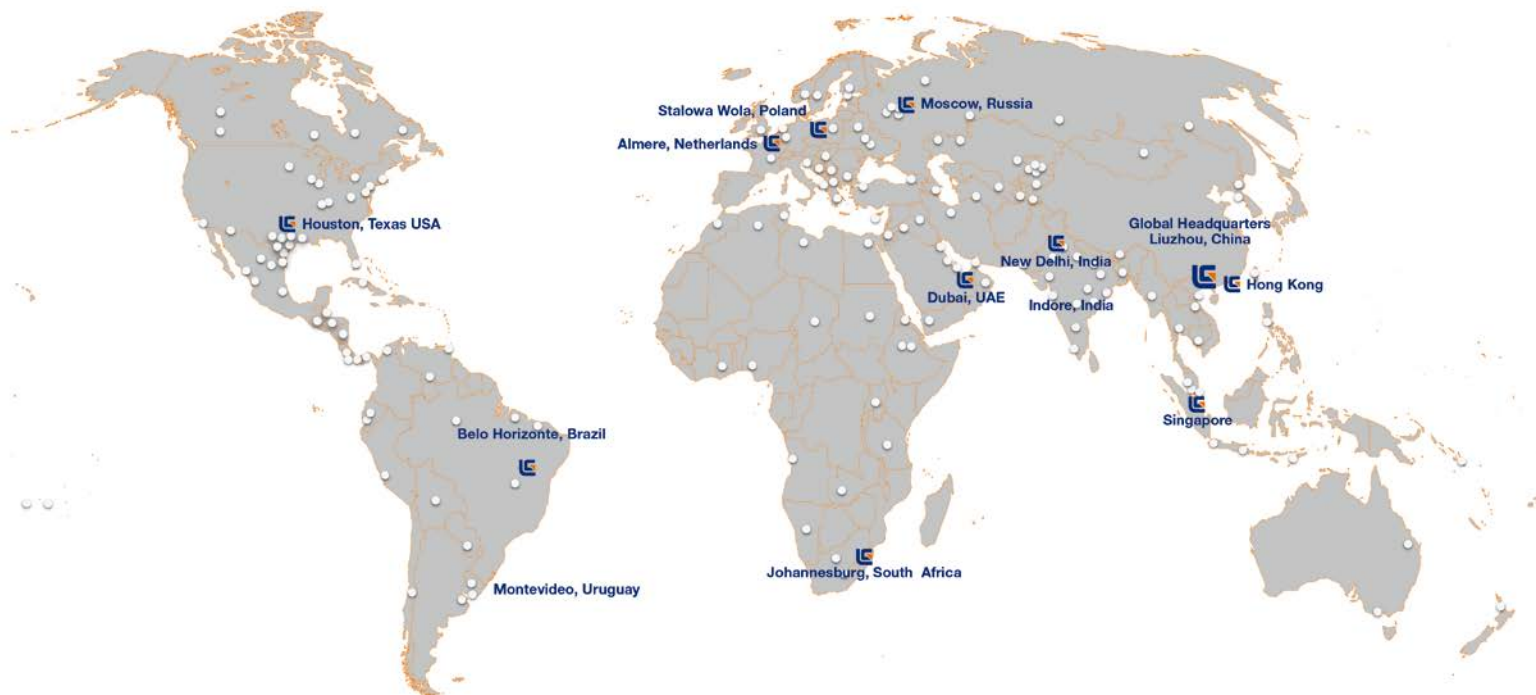 Moscow, Russia
Stalowa Wola, Poland
Almere, Netherlands
Houston, Texas USA
Global Headquarters
Liuzhou, China
New Delhi, India
Hong Kong
Dubai, UAE
Indore, India
Singapore
Belo Horizonte, Brazil
Johannesburg, South  Africa
Montevideo, Uruguay